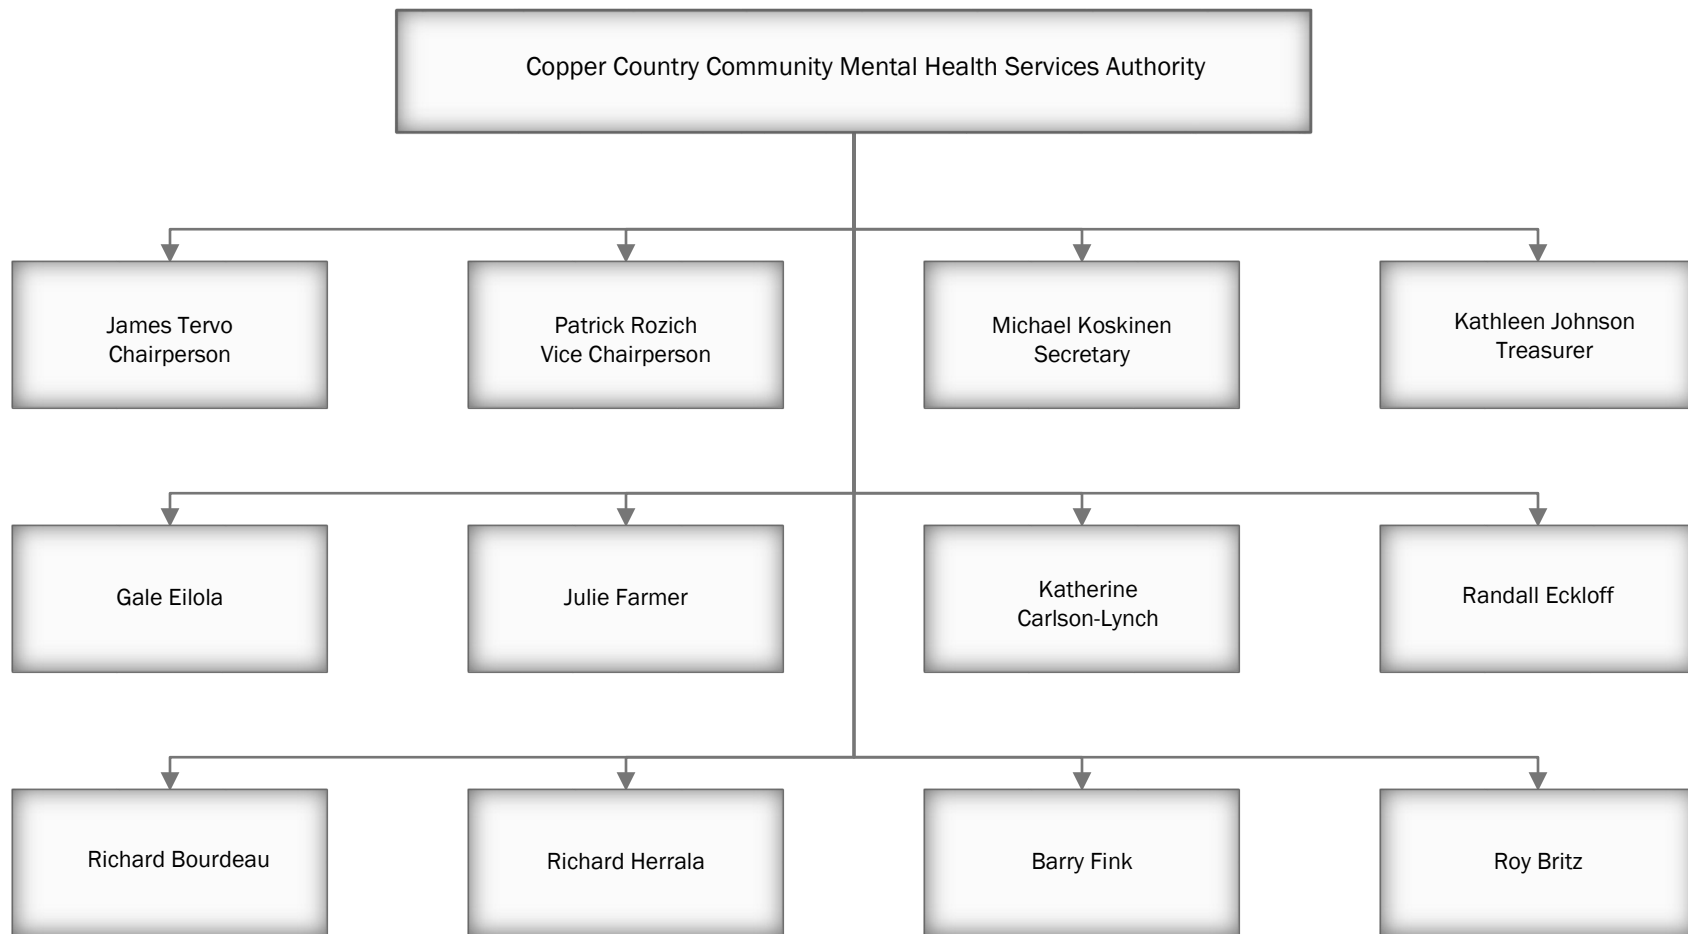 Copper Country Community Mental Health Services Authority
James Tervo
Chairperson
Patrick Rozich
Vice Chairperson
Michael Koskinen
Secretary
Kathleen Johnson
Treasurer
Gale Eilola
Julie Farmer
Katherine
Carlson-Lynch
Randall Eckloff
Richard Bourdeau
Richard Herrala
Barry Fink
Roy Britz